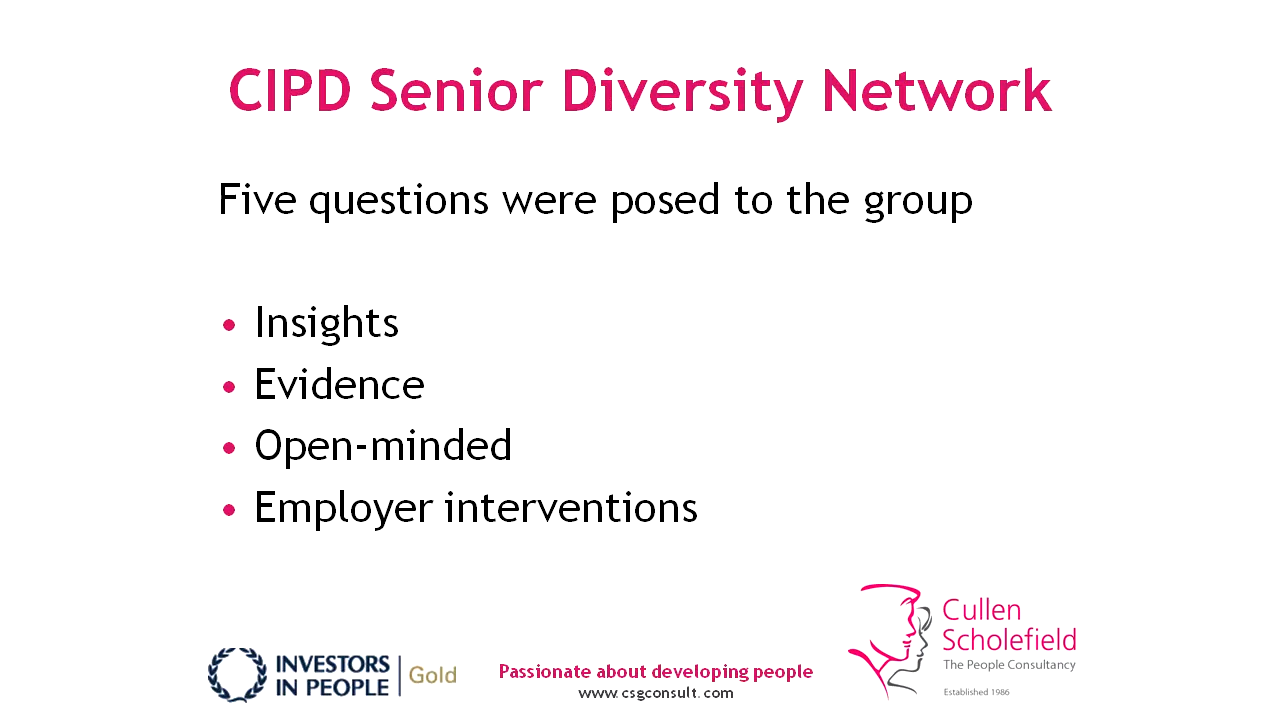 CIPD Senior Diversity Network
Five questions were posed to the group
• Insights
• Evidence
• Open-minded
• Employer interventions
INVESTORS
IN PEOPLE
Gold
Passionate about developing people
www.csgconsult.com
Cullen
Scholefield
The People Consultancy
Established 1986